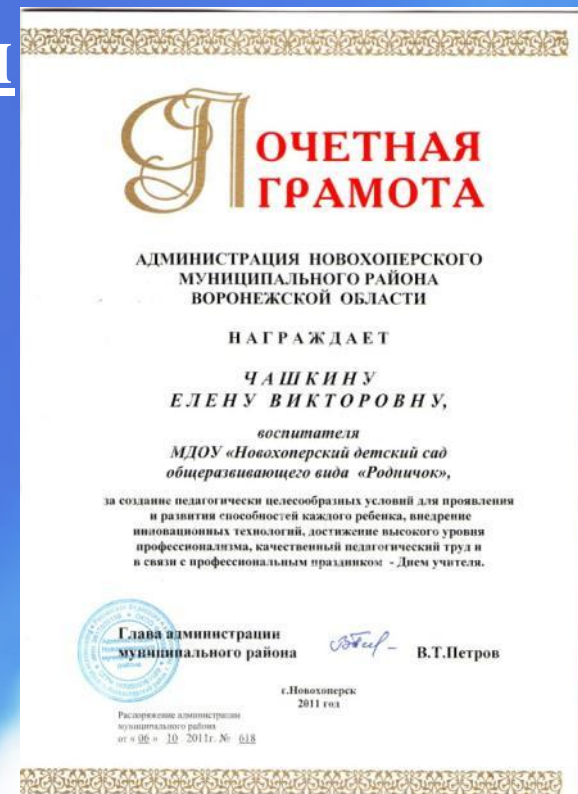 И
ПОЧЕТНАЯ
ГРАМОТА
АДМИНИСТРАЦИЯ НОВОХОПЕРСКОГО
МУНИЦИПАЛЬНОГО РАЙОНА
ВОРОНЕЖСКОЙ ОБЛАСТИ
НАГРАЖДАЕТ
ЧАШКИНУ
ЕЛЕНУ ВИКТОРОВНУ,
воспитателя
МДОУ «Новохоперский детский сад
общеразвивающего вида «Родничок»,
за создание педагогически целесообразных условий для проявления
и развития способностей каждого ребенка, внедрение
инновационных технологий, достижение высокого уровня
профессионализма, качественный педагогический труд и
в связи с профессиональным праздником - Днем учителя.
Глава администрации
муниципального района В.Т.Петров
г.Новохоперск
2011 год
Распоряжение администрации
муниципального района
от « 06 » 10 2011г. № 618